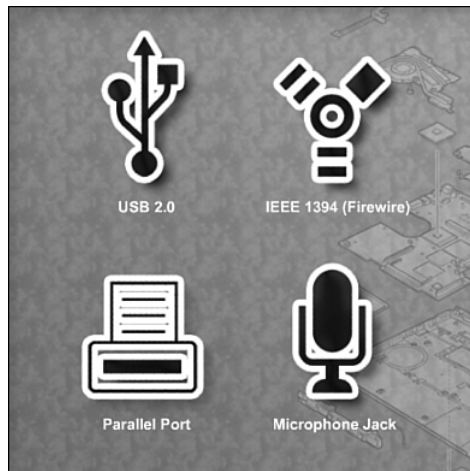 USB 2.0
IEEE 1394 (Firewire)
Parallel Port
Microphone Jack